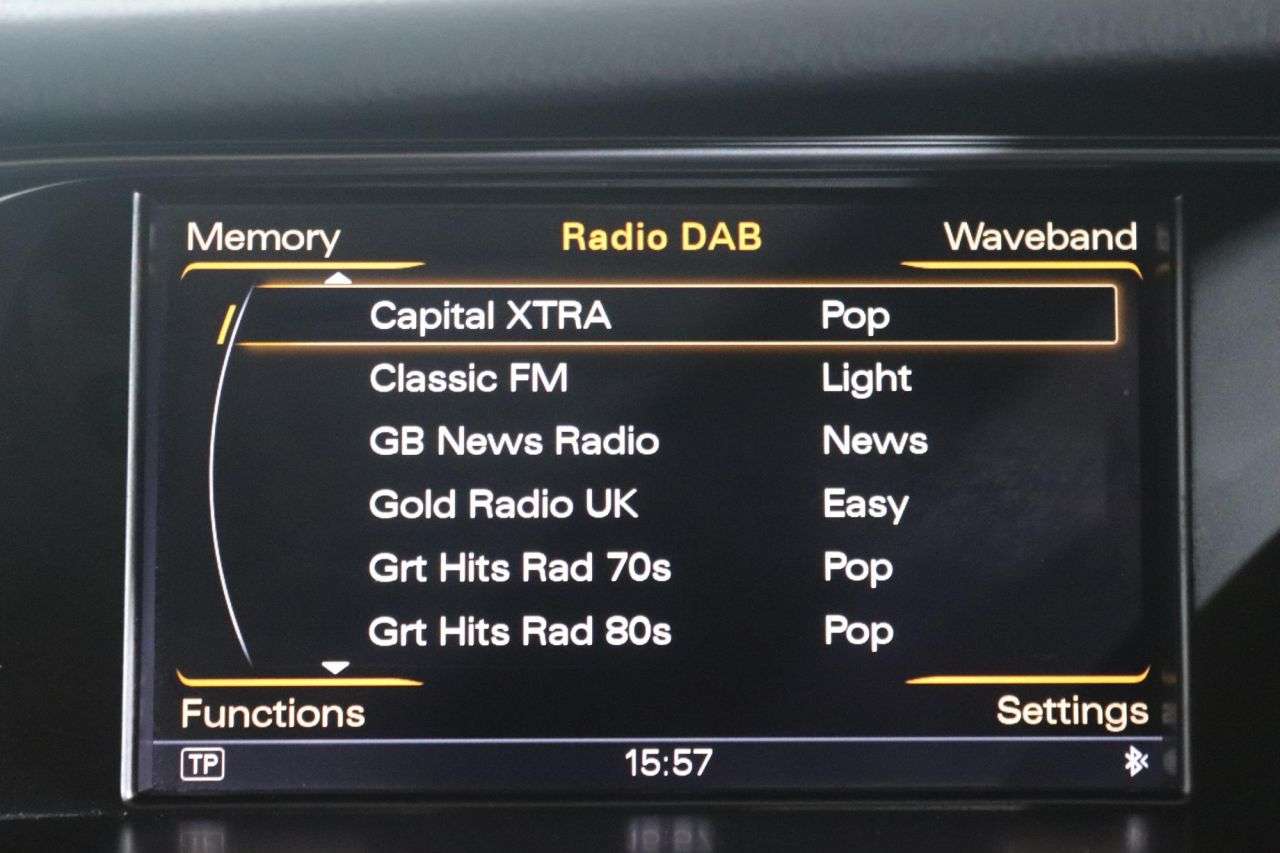 Memory Radio DAB Waveband
Capital XTRA Pop
Classic FM Light
GB News Radio News
Gold Radio UK Easy
Grt Hits Rad 70s Pop
Grt Hits Rad 80s Pop
Functions Settings
TP 15:57